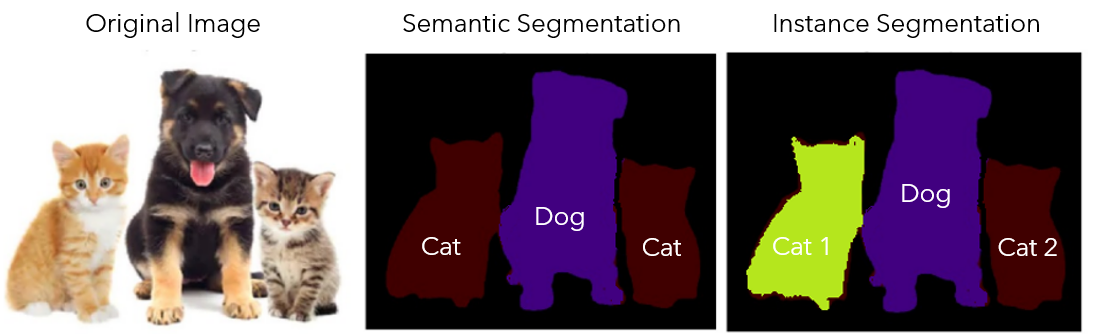 Original Image
Semantic Segmentation
Instance Segmentation
Cat
Dog
Cat
Cat 1
Dog
Cat 2